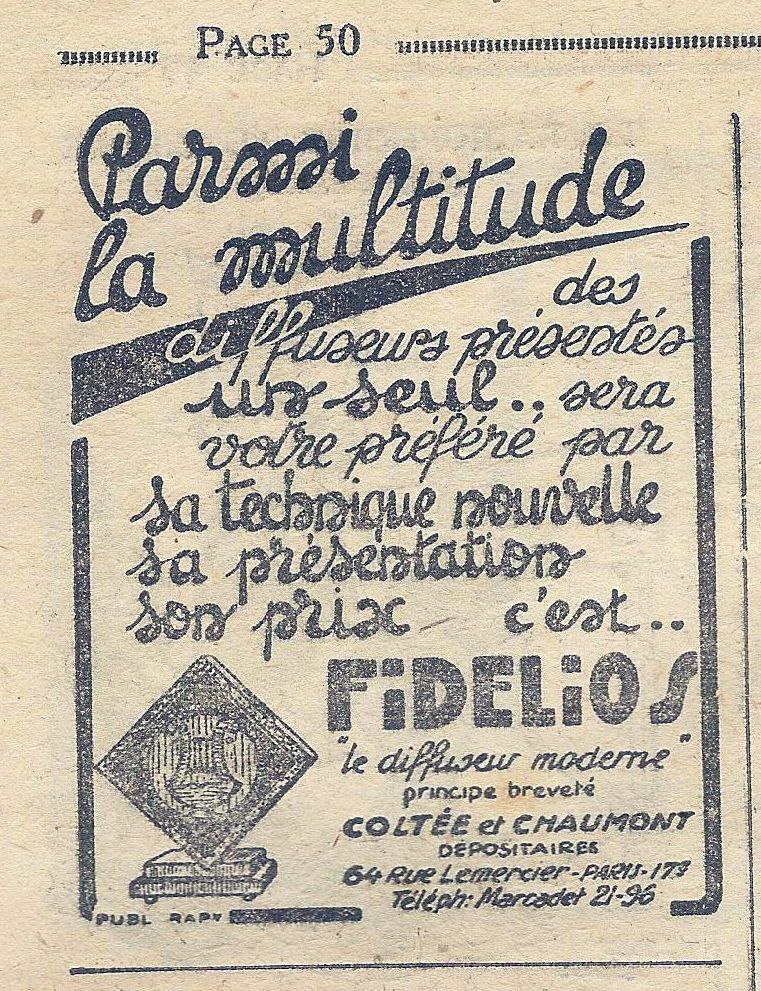 PAGE 50
Parmi
la multitude
des
diffuseurs présentés
un seul.. sera
votre préféré par
sa technique nouvelle
sa présentation
son prix c'est..
FiDELiOS
"le diffuseur moderne"
principe breveté
COLTÉE et CHAUMONT
DÉPOSITAIRES
64 Rue Lemercier-PARIS-17e
Téléph: Marcadet 21-96
PUBL RAPY